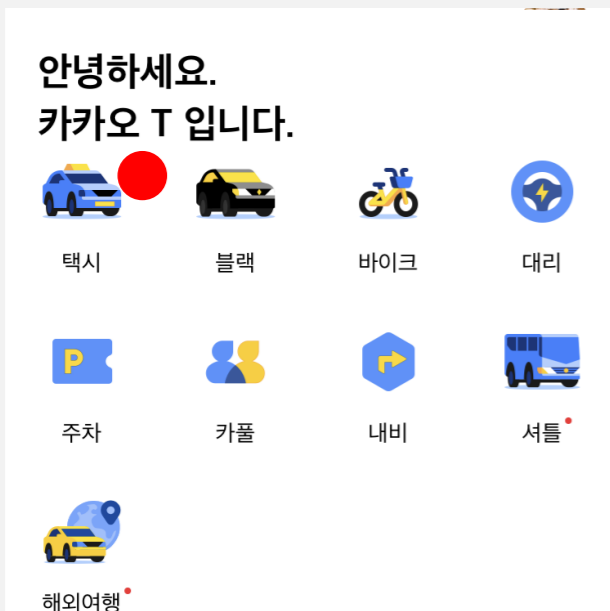 안녕하세요.
카카오 T 입니다.
택시 블랙 바이크 대리
P
주차 카풀 내비 셔틀
해외여행